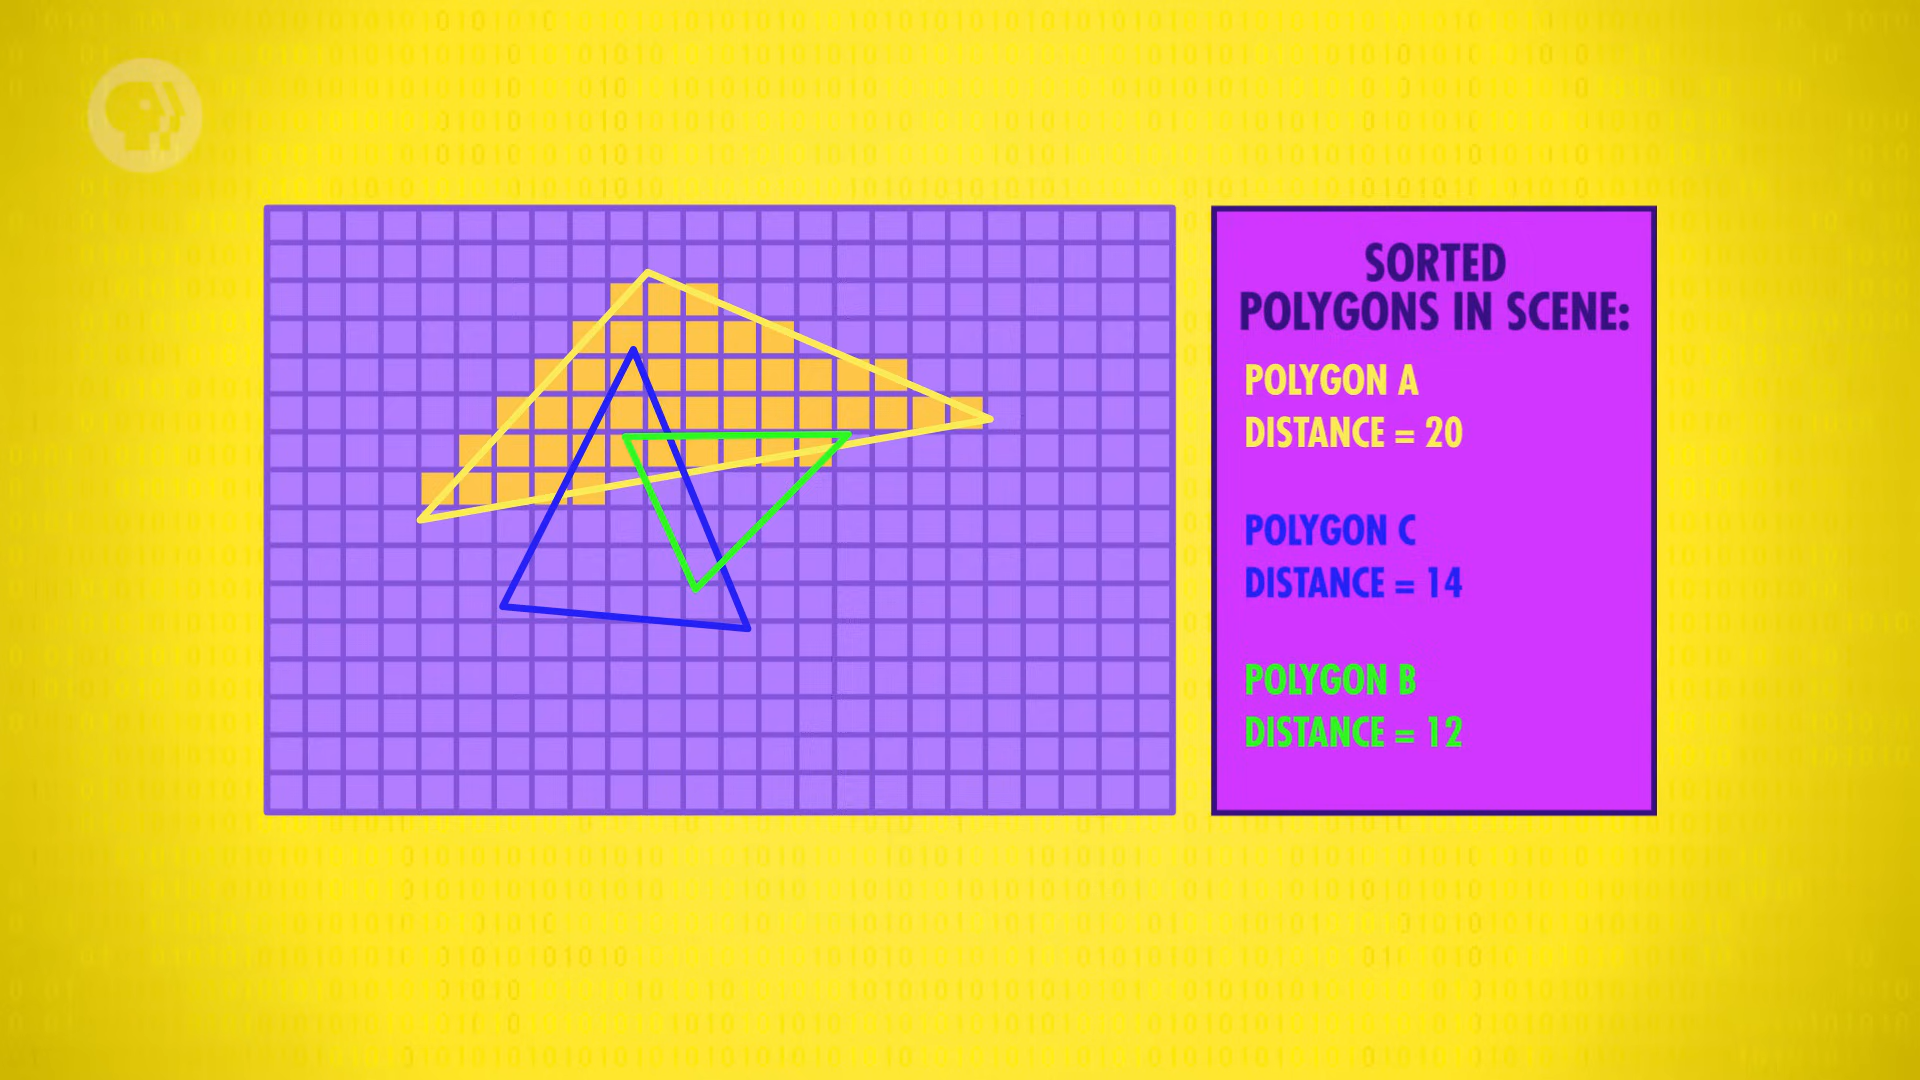 SORTED
POLYGONS IN SCENE:
POLYGON A
DISTANCE = 20
POLYGON C
DISTANCE = 14
POLYGON B
DISTANCE = 12